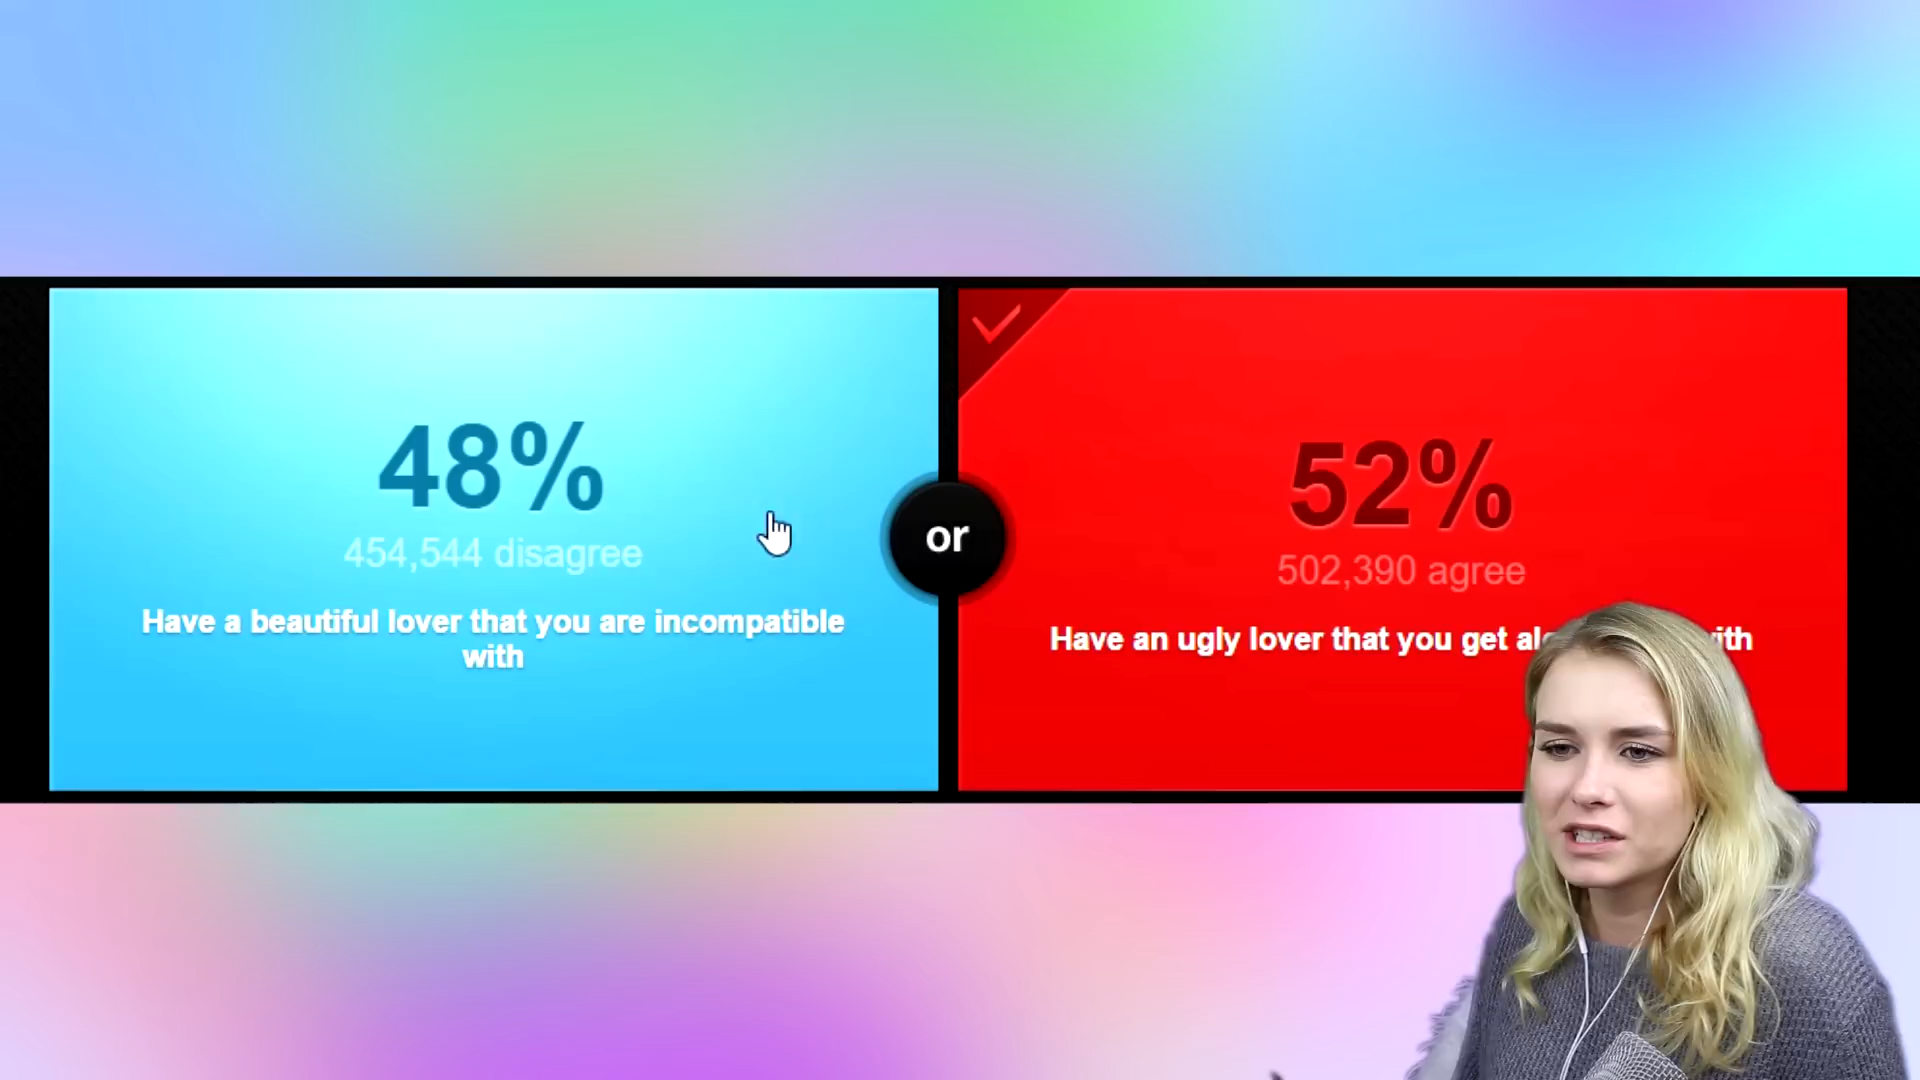 48%
454,544 disagree
Have a beautiful lover that you are incompatible
with
or
52%
502,390 agree
Have an ugly lover that you get